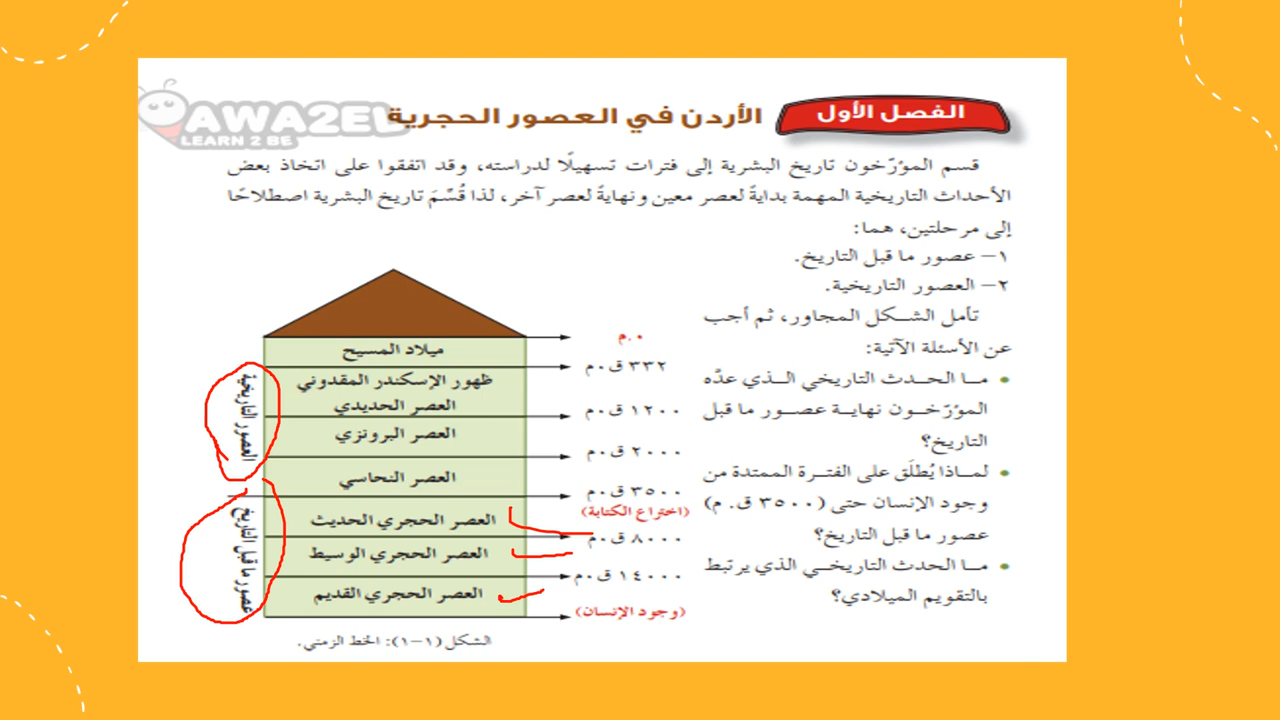 AWA2EL
LEARN 2 BE
الفصل الأول
الأردن في العصور الحجرية
قسم المؤرّخون تاريخ البشرية إلى فترات تسهيلًا لدراسته، وقد اتفقوا على اتخاذ بعض
الأحداث التاريخية المهمة بدايةً لعصر معين ونهايةً لعصر آخر، لذا قُسِّمَ تاريخ البشرية اصطلاحًا
إلى مرحلتين، هما:
١– عصور ما قبل التاريخ.
٢– العصور التاريخية.
تأمل الشكل المجاور، ثم أجب
عن الأسئلة الآتية:
• ما الحدث التاريخي الذي عدّه
المؤرّخون نهاية عصور ما قبل
التاريخ؟
• لماذا يُطلَق على الفترة الممتدة من
وجود الإنسان حتى (٣٥٠٠ ق.م)
عصور ما قبل التاريخ؟
• ما الحدث التاريخي الذي يرتبط
بالتقويم الميلادي؟
٠.م
ميلاد المسيح
٣٣٢ ق.م
ظهور الإسكندر المقدوني
العصر الحديدي
١٢٠٠ ق.م
العصر البرونزي
٢٠٠٠ ق.م
العصر النحاسي
٣٥٠٠ ق.م
(اختراع الكتابة)
العصر الحجري الحديث
٨٠٠٠ ق.م
العصر الحجري الوسيط
١٤٠٠٠ ق.م
العصر الحجري القديم
(وجود الإنسان)
العصور التاريخية
عصور ما قبل التاريخ
الشكل (١-١): الخط الزمني.